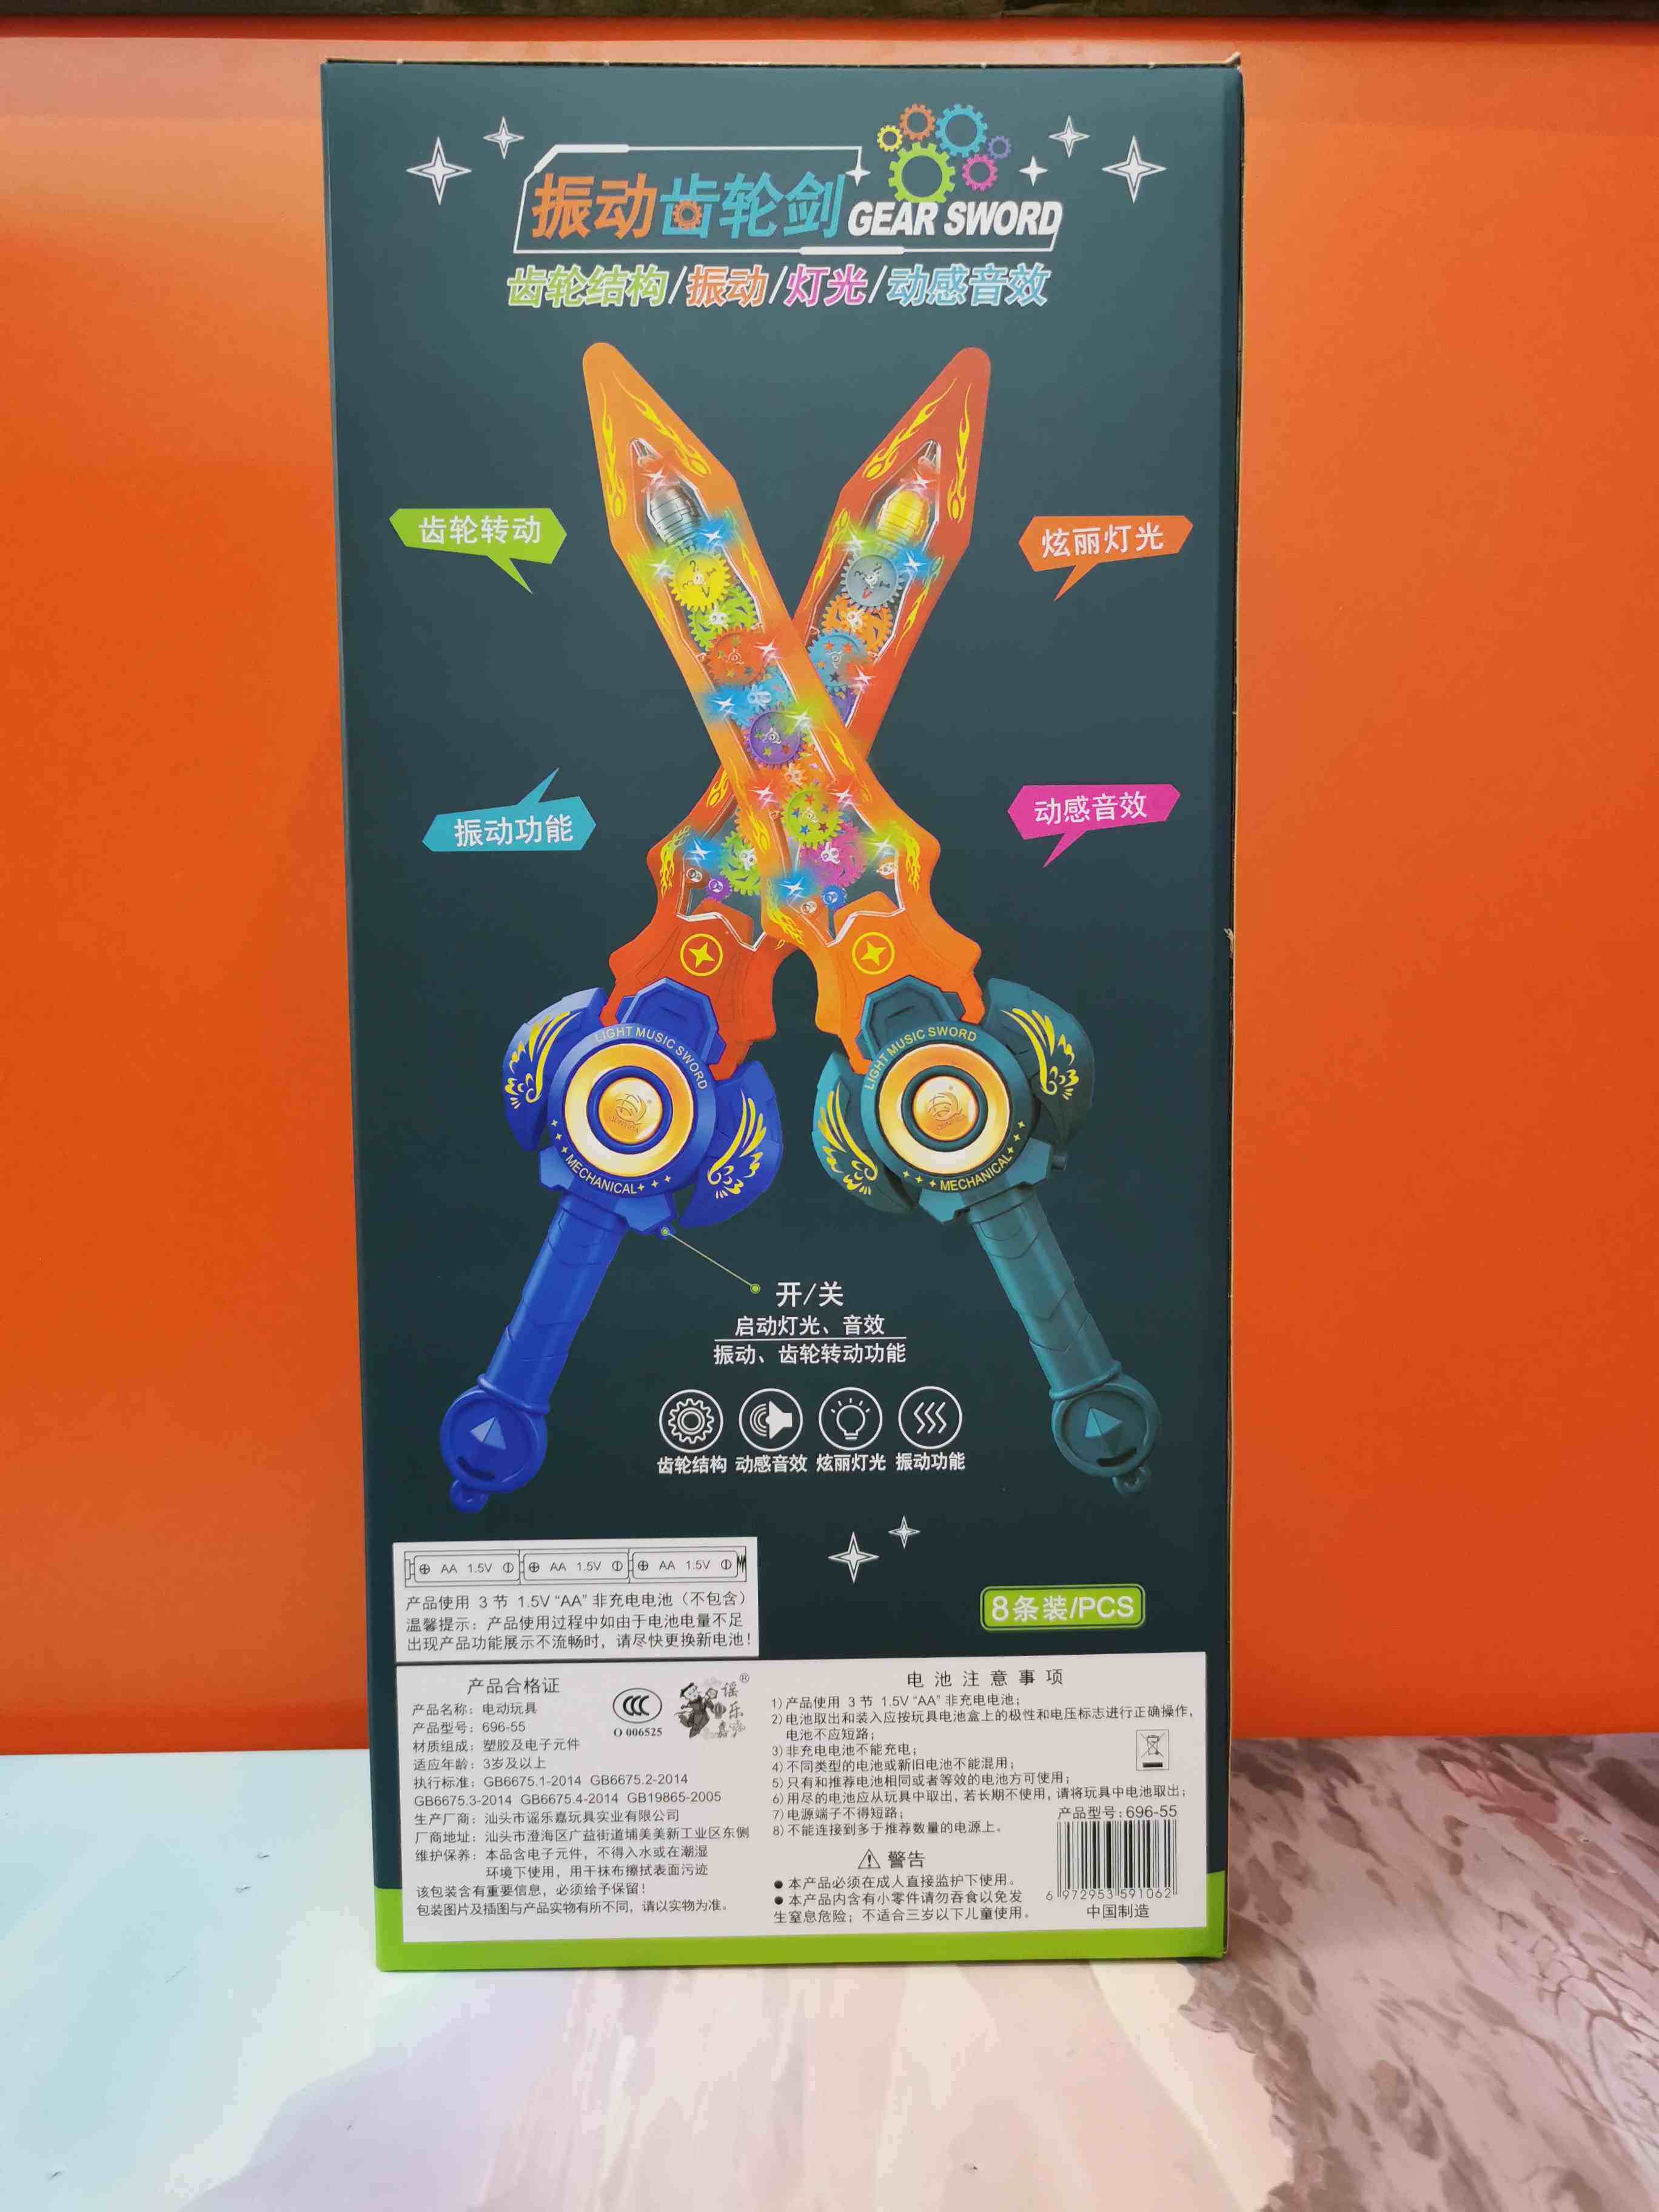 振动齿轮剑 GEAR SWORD
齿轮结构/振动/灯光/动感音效
齿轮转动
炫丽灯光
振动功能
动感音效
LIGHT MUSIC SWORD
MECHANICAL
LIGHT MUSIC SWORD
MECHANICAL
开/关
启动灯光、音效
振动、齿轮转动功能
齿轮结构 动感音效 炫丽灯光 振动功能
AA 1.5V AA 1.5V AA 1.5V
产品使用 3 节 1.5V “AA” 非充电电池（不包含）
温馨提示：产品使用过程中如由于电池电量不足
出现产品功能展示不流畅时，请尽快更换新电池！
8条装/PCS
产品合格证
产品名称：电动玩具
产品型号：696-55
材质组成：塑胶及电子元件
适应年龄：3岁及以上
执行标准：GB6675.1-2014 GB6675.2-2014
GB6675.3-2014 GB6675.4-2014 GB19865-2005
生产厂商：汕头市谣乐嘉玩具实业有限公司
厂商地址：汕头市澄海区广益街道埔美美新工业区东侧
维护保养：本品含电子元件，不得入水或在潮湿
环境下使用，用干抹布擦拭表面污迹
该包装含有重要信息，必须给予保留！
包装图片及插图与产品实物有所不同，请以实物为准。
CCC
O 006525
谣乐嘉®
电池注意事项
1)产品使用 3 节 1.5V “AA” 非充电电池；
2)电池取出和装入应按玩具电池盒上的极性和电压标志进行正确操作，
电池不应短路；
3)非充电电池不能充电；
4)不同类型的电池或新旧电池不能混用；
5)只有和推荐电池相同或者等效的电池方可使用；
6)用尽的电池应从玩具中取出，若长期不使用，请将玩具中电池取出；
7)电源端子不得短路；
8)不能连接到多于推荐数量的电源上。
警告
● 本产品必须在成人直接监护下使用。
● 本产品内含有小零件请勿吞食以免发
生窒息危险；不适合三岁以下儿童使用。
产品型号：696-55
6 972953 591062
中国制造